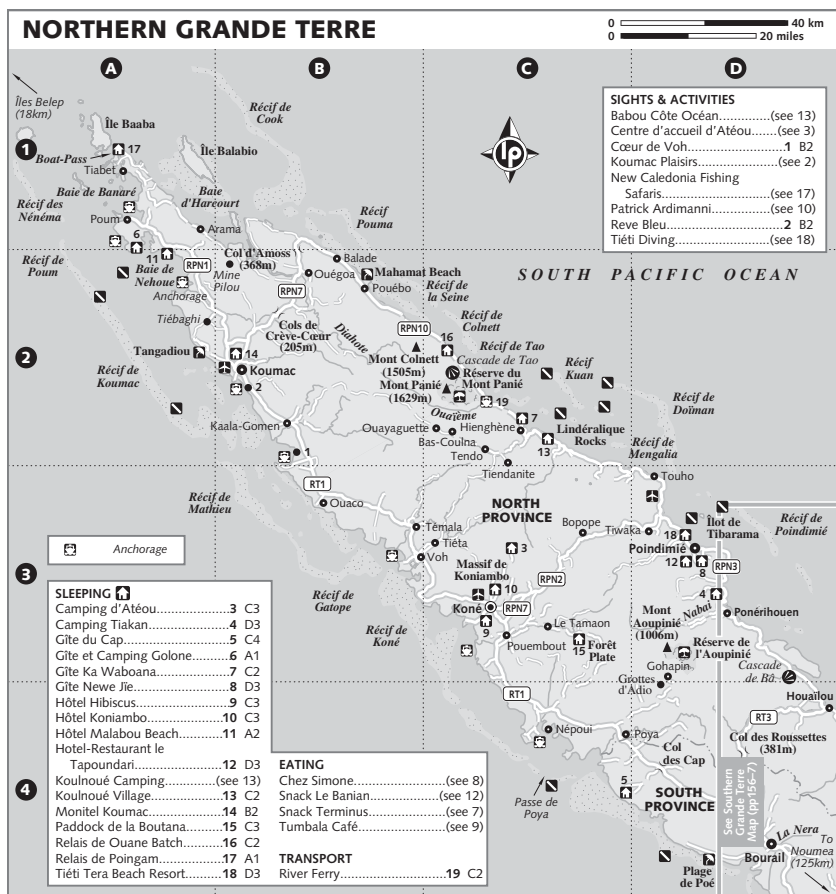 NORTHERN GRANDE TERRE
0 40 km
0 20 miles
A
B
C
D
1
2
3
4
Îles Belep
(18km)
Île Baaba
Boat-Pass
17
Tiabet
Baie de Banaré
Récif des
Nénéma
Poum
6
11
Récif de
Poum
Baie de
Nehoue
Anchorage
Tiébaghi
Tangadiou
Récif de
Koumac
Récif de
Cook
Île Balabio
Baie
d'Harcourt
Arama
Col d'Amoss
(368m)
RPN1
Mine
Pilou
RPN7
Récif
Pouma
Balade
Ouégoa
Mahamat Beach
Pouébo
Récif de
la Seine
Récif de
Colnett
lp
SOUTH PACIFIC OCEAN
SIGHTS & ACTIVITIES
Babou Côte Océan..............(see 13)
Centre d'accueil d'Atéou.....(see 3)
Cœur de Voh......................1 B2
Koumac Plaisirs...................(see 2)
New Caledonia Fishing
Safaris...........................(see 17)
Patrick Ardimanni..............(see 10)
Reve Bleu...........................2 B2
Tiéti Diving........................(see 18)
14
Koumac
2
Cols de
Crève-Cœur
(205m)
Diahote
RPN10
16
Mont Colnett
(1505m)
Récif de Tao
Cascade de Tao
Réserve du
Mont Panié
Mont Panié
(1629m)
19
Récif
Kuan
Récif de
Doïman
Ouaïème
7
Ouayaguette
Hienghène
Bas-Coulna
Tendo
13
Lindéralique
Rocks
Récif de
Mengalia
Tiendanite
Touho
Kaala-Gomen
1
Récif de
Mathieu
RT1
Ouaco
Témala
Tiéta
Voh
NORTH
PROVINCE
Bopope
Tiwaka
18
Îlot de
Tibarama
Récif de
Poindimié
Poindimié
12
8
RPN3
3
Massif de
Koniambo
10
RPN2
Koné
RPN7
9
Récif de
Gatope
Récif de
Koné
Pouembout
Le Tamaon
15
Forêt
Plate
Mont
Aoupinié
(1006m)
4
Nabai
Ponérihouen
Réserve de
l'Aoupinié
Gohapin
Grottes
d'Adio
Cascade
de Bâ
Houaïlou
RT1
RT3
Col des Roussettes
(381m)
Népoui
Pöya
Col
des Cap
Passe de
Poya
5
SOUTH
PROVINCE
See Southern
Grande Terre
Map (pp156–7)
La Nera
To
Noumea
(125km)
Bourail
Plage
de Poé
Anchorage
SLEEPING
Camping d'Atéou.....................3 C3
Camping Tiakan......................4 D3
Gîte du Cap............................5 C4
Gîte et Camping Golone..........6 A1
Gîte Ka Waboana....................7 C2
Gîte Newe Jïe.........................8 D3
Hôtel Hibiscus........................9 C3
Hôtel Koniambo....................10 C3
Hôtel Malabou Beach.............11 A2
Hotel-Restaurant le
Tapoundari.......................12 D3
Koulnoué Camping..........(see 13)
Koulnoué Village..................13 C2
Monitel Koumac...................14 B2
Paddock de la Boutana..........15 C3
Relais de Ouane Batch..........16 C2
Relais de Poingam................17 A1
Tiéti Tera Beach Resort.........18 D3
EATING
Chez Simone.......................(see 8)
Snack Le Banian.................(see 12)
Snack Terminus....................(see 7)
Tumbala Café......................(see 9)
TRANSPORT
River Ferry..........................19 C2